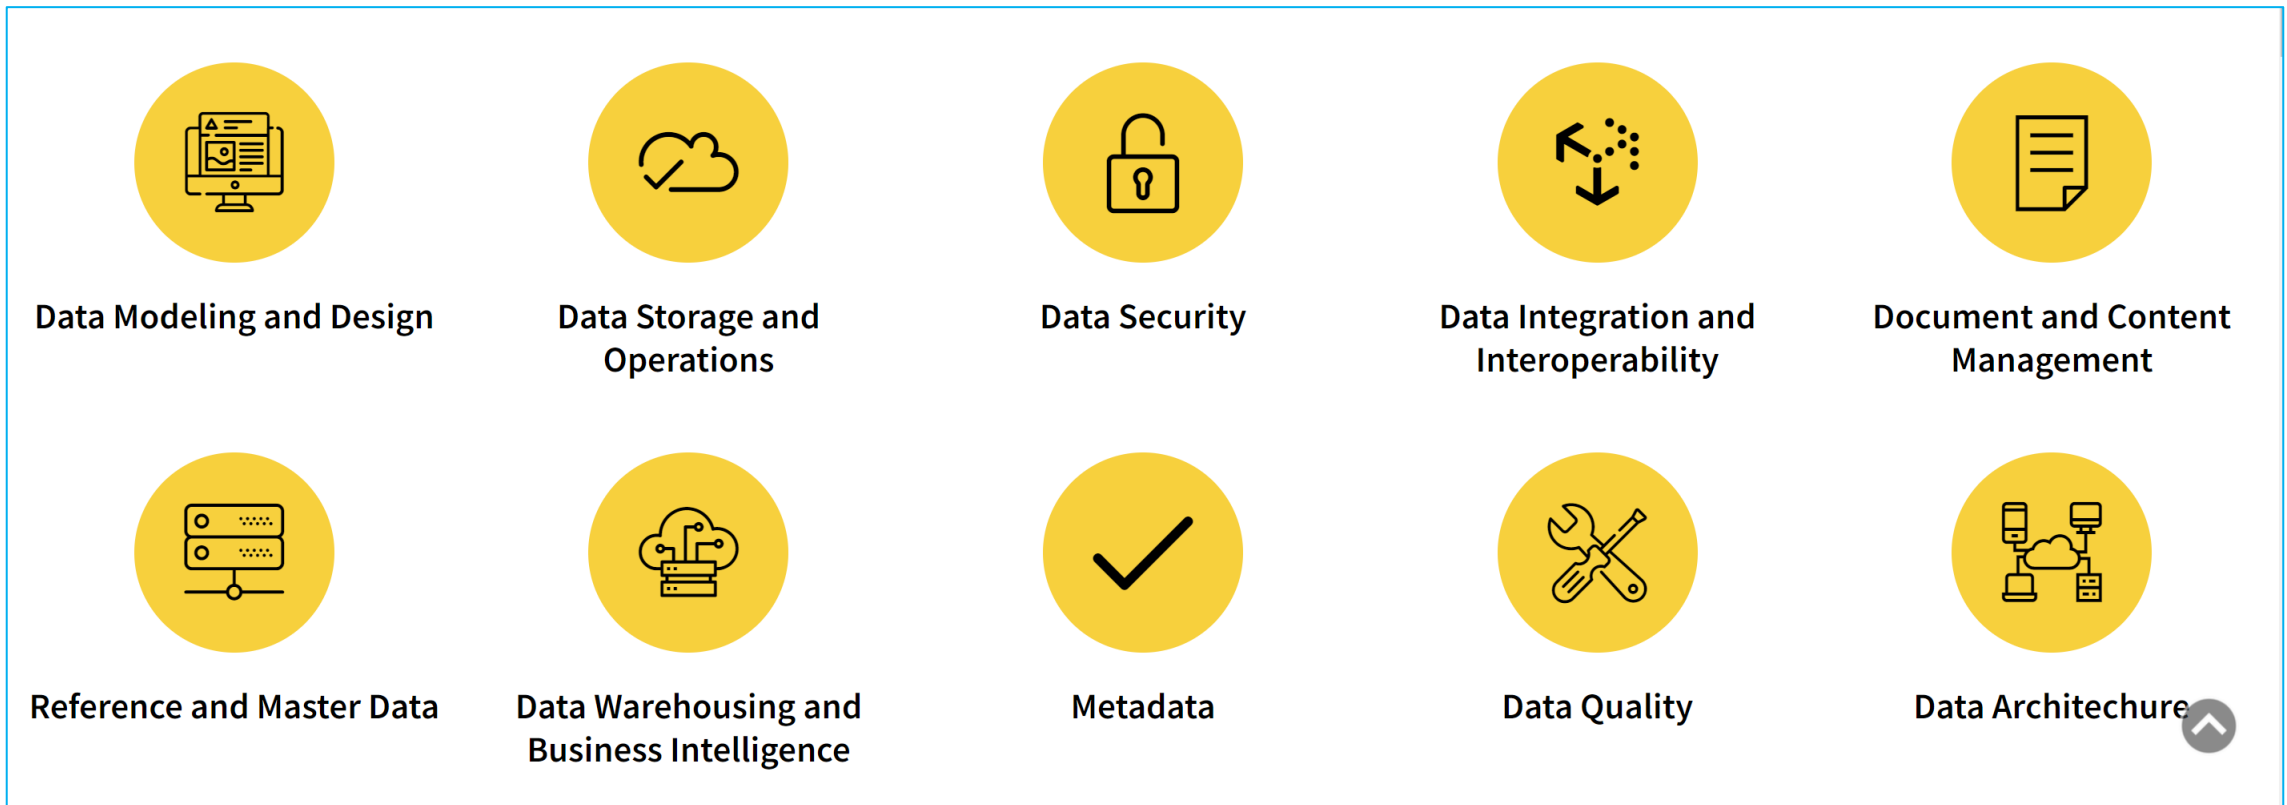 Data Modeling and Design
Data Storage and
Operations
Data Security
Data Integration and
Interoperability
Document and Content
Management
Reference and Master Data
Data Warehousing and
Business Intelligence
Metadata
Data Quality
Data Architechure